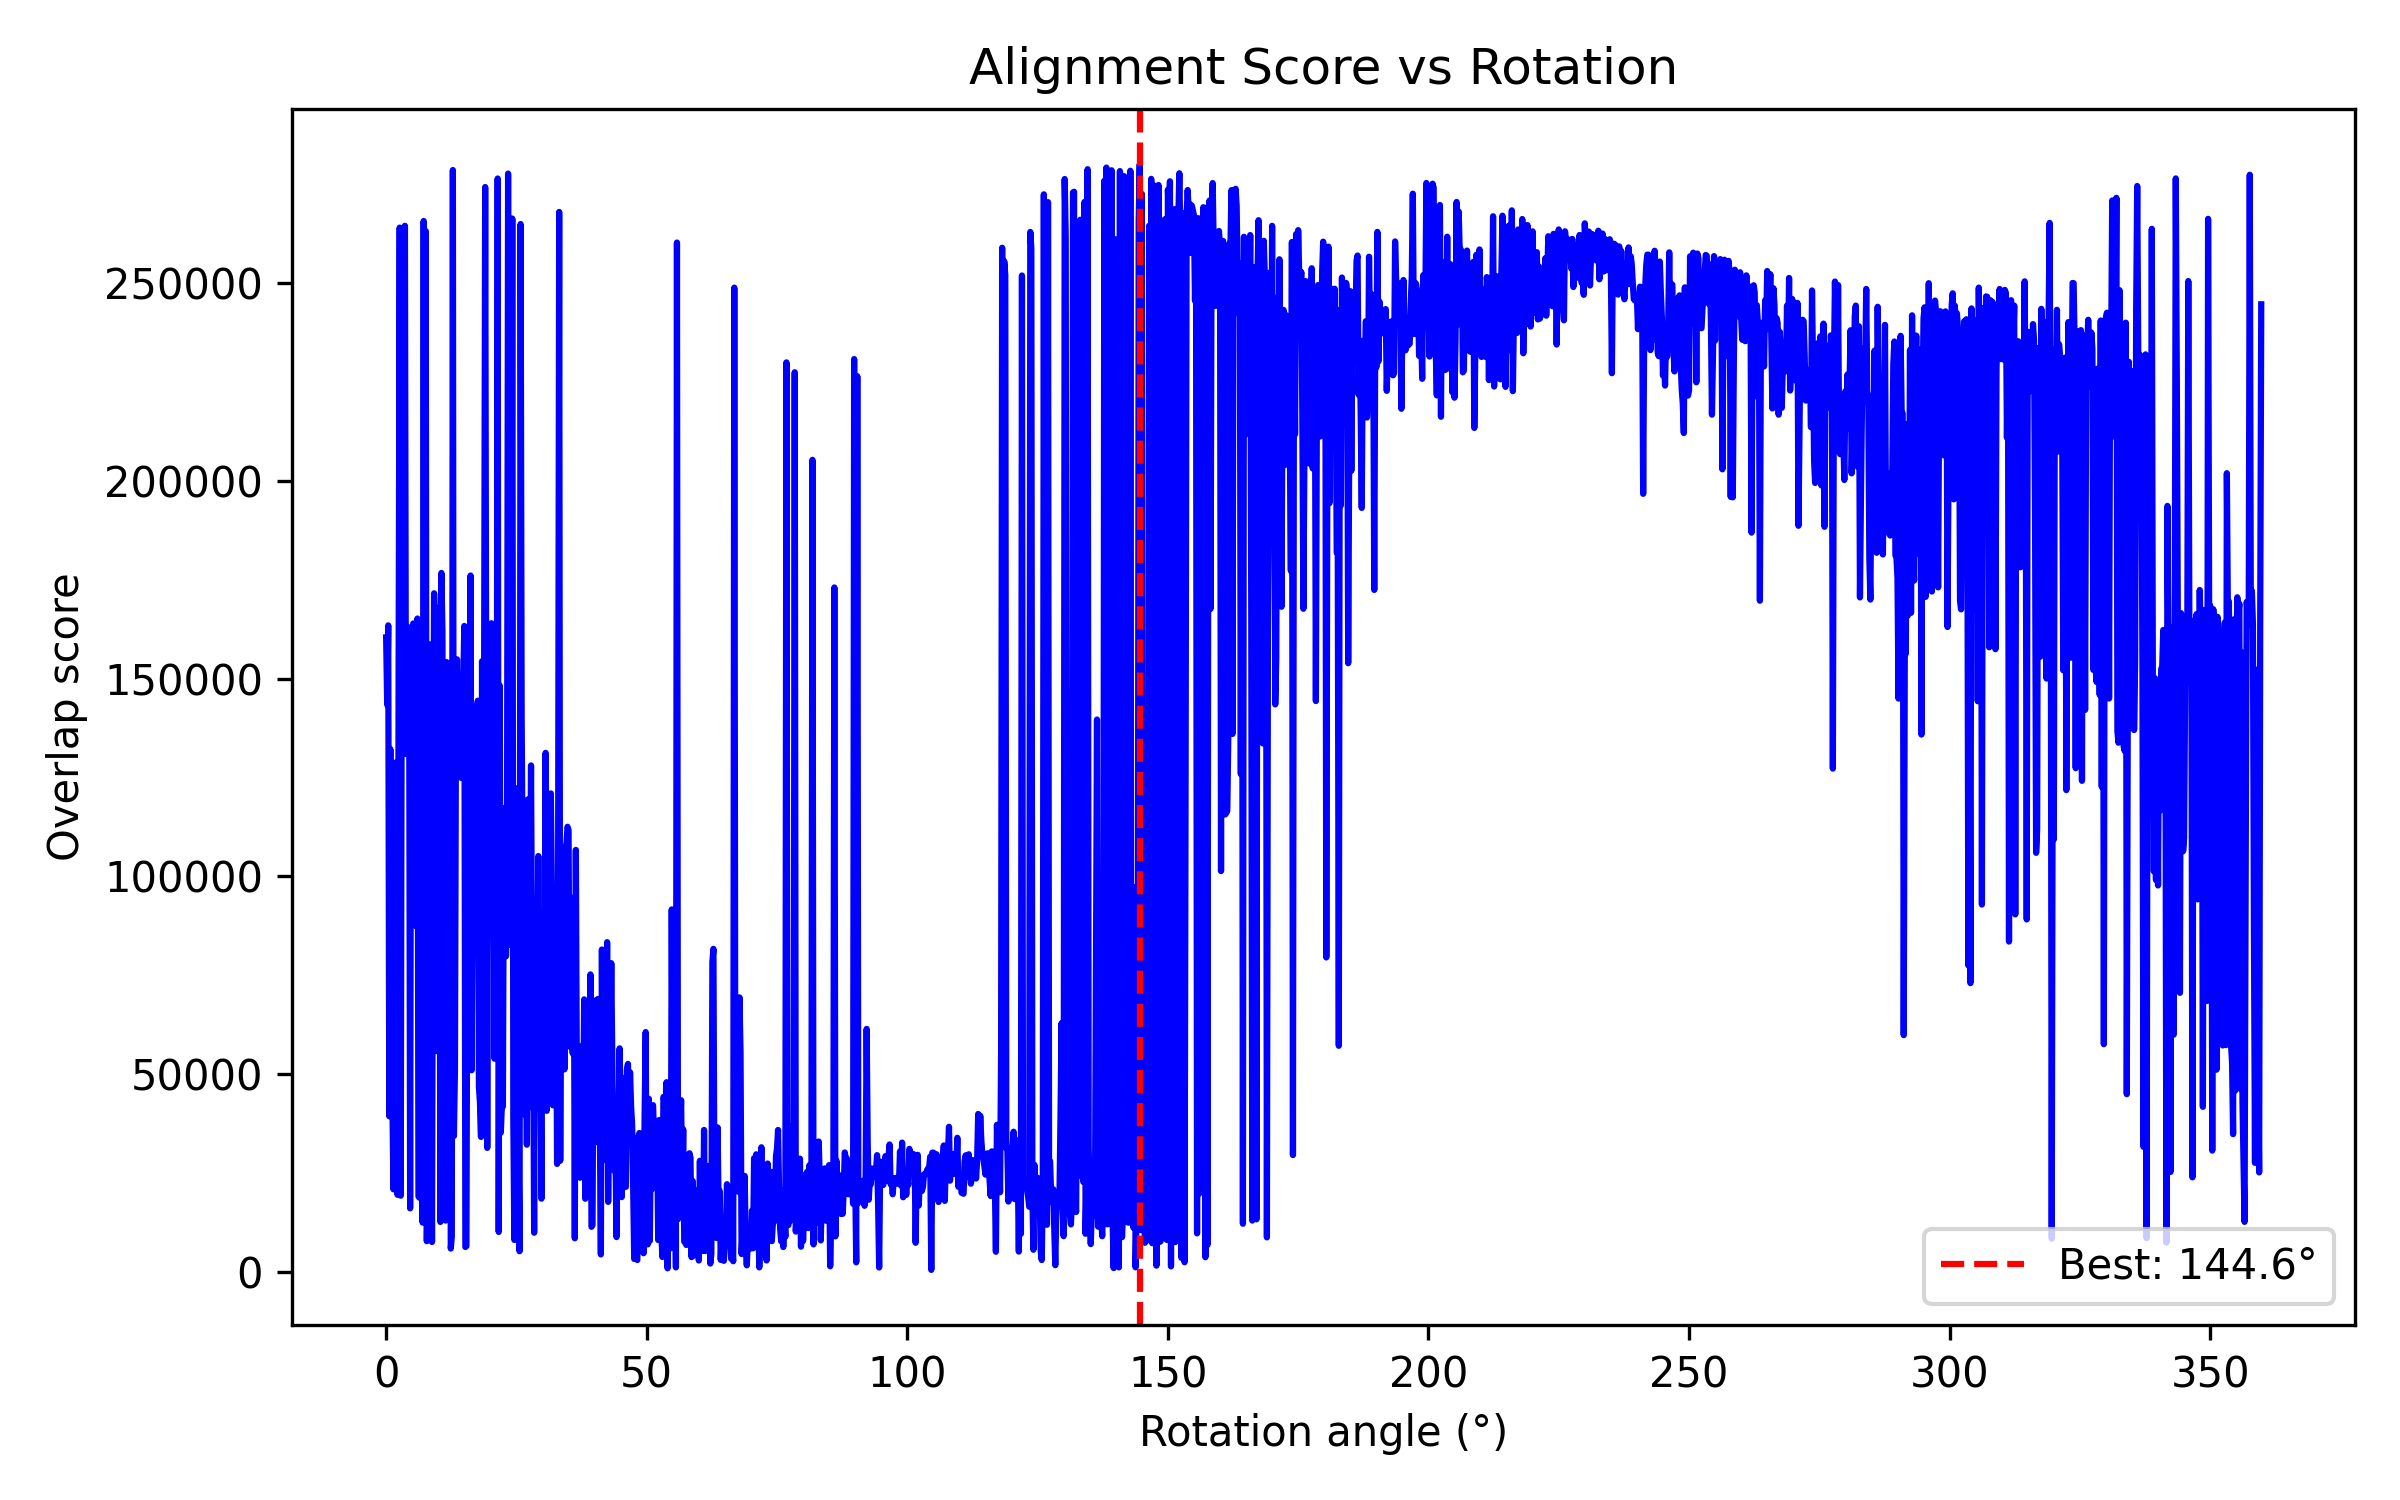 Alignment Score vs Rotation
Overlap score
250000
200000
150000
100000
50000
0
0 50 100 150 200 250 300 350
Rotation angle (°)
Best: 144.6°